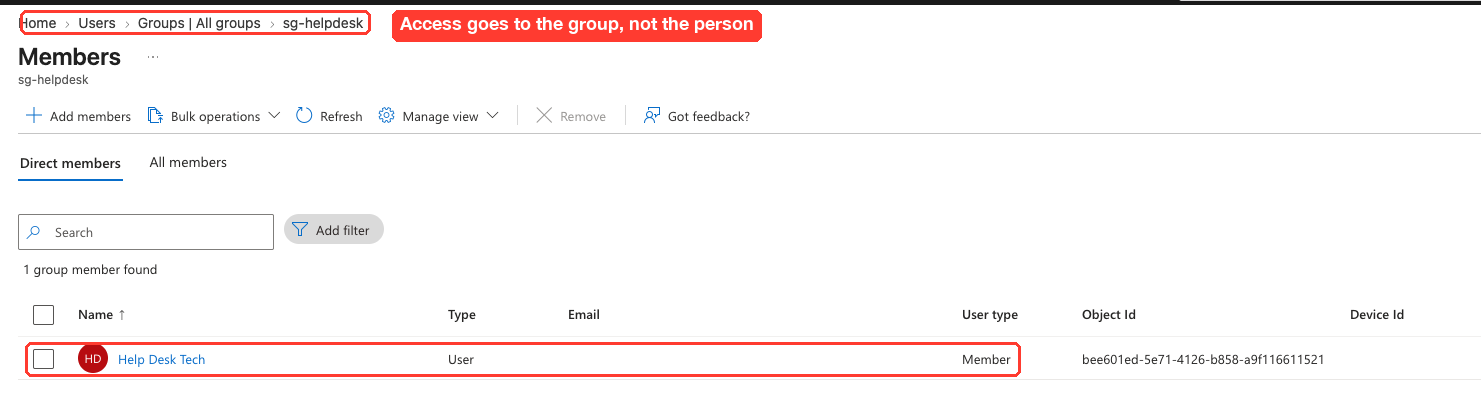 Home > Users > Groups | All groups > sg-helpdesk
Access goes to the group, not the person
Members ...
sg-helpdesk
Add members Bulk operations Refresh Manage view Remove Got feedback?
Direct members All members
Search Add filter
1 group member found
Name ↑ Type Email User type Object Id Device Id
HD Help Desk Tech User Member bee601ed-5e71-4126-b858-a9f116611521